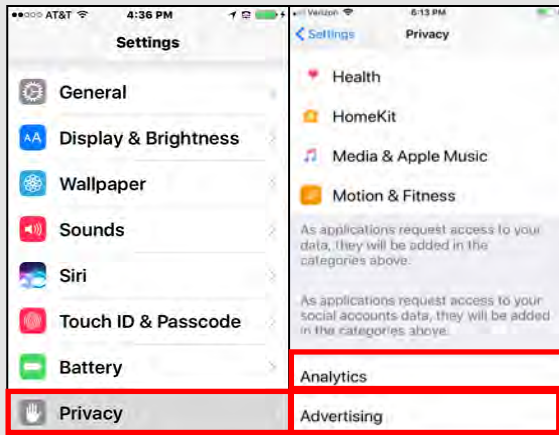 AT&T 4:36 PM
Settings
General
Display & Brightness
Wallpaper
Sounds
Siri
Touch ID & Passcode
Battery
Privacy
Verizon 6:13 PM
Settings Privacy
Health
HomeKit
Media & Apple Music
Motion & Fitness
As applications request access to your
data, they will be added in the
categories above.
As applications request access to your
social accounts data, they will be added
in the categories above.
Analytics
Advertising